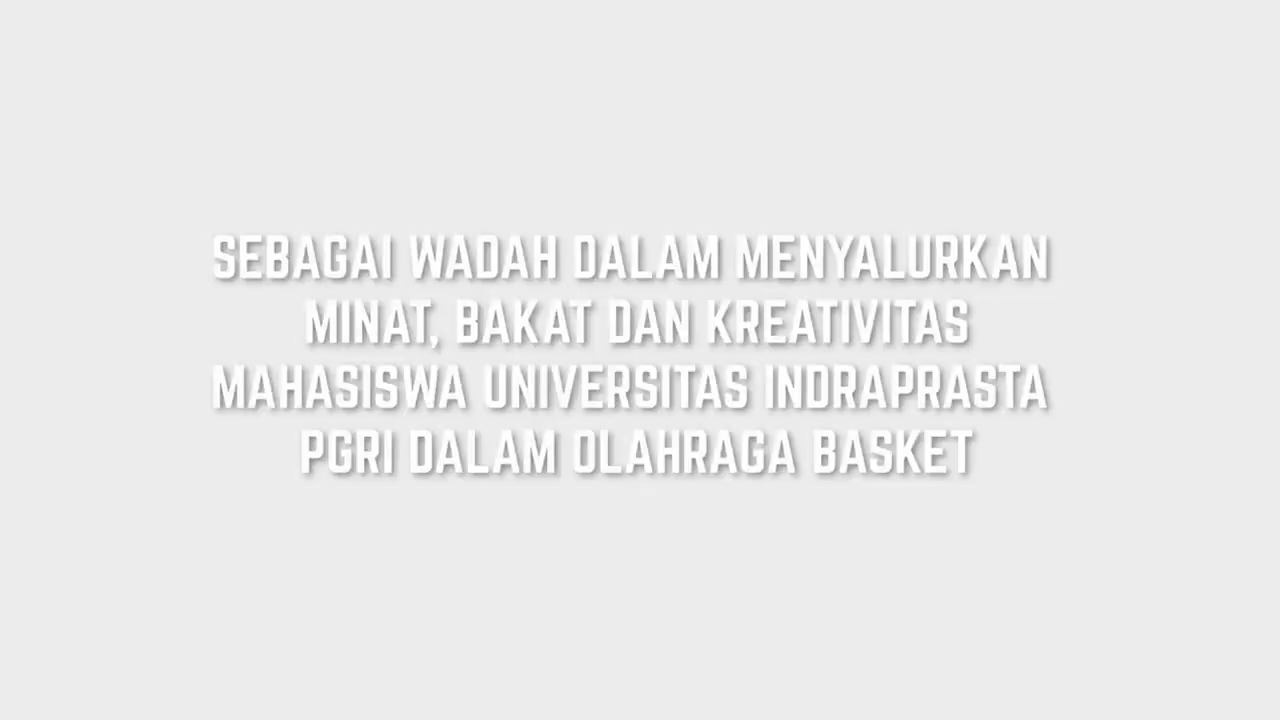 SEBAGAI WADAH DALAM MENYALURKAN
MINAT, BAKAT DAN KREATIVITAS
MAHASISWA UNIVERSITAS INDRAPRASTA
PGRI DALAM OLAHRAGA BASKET